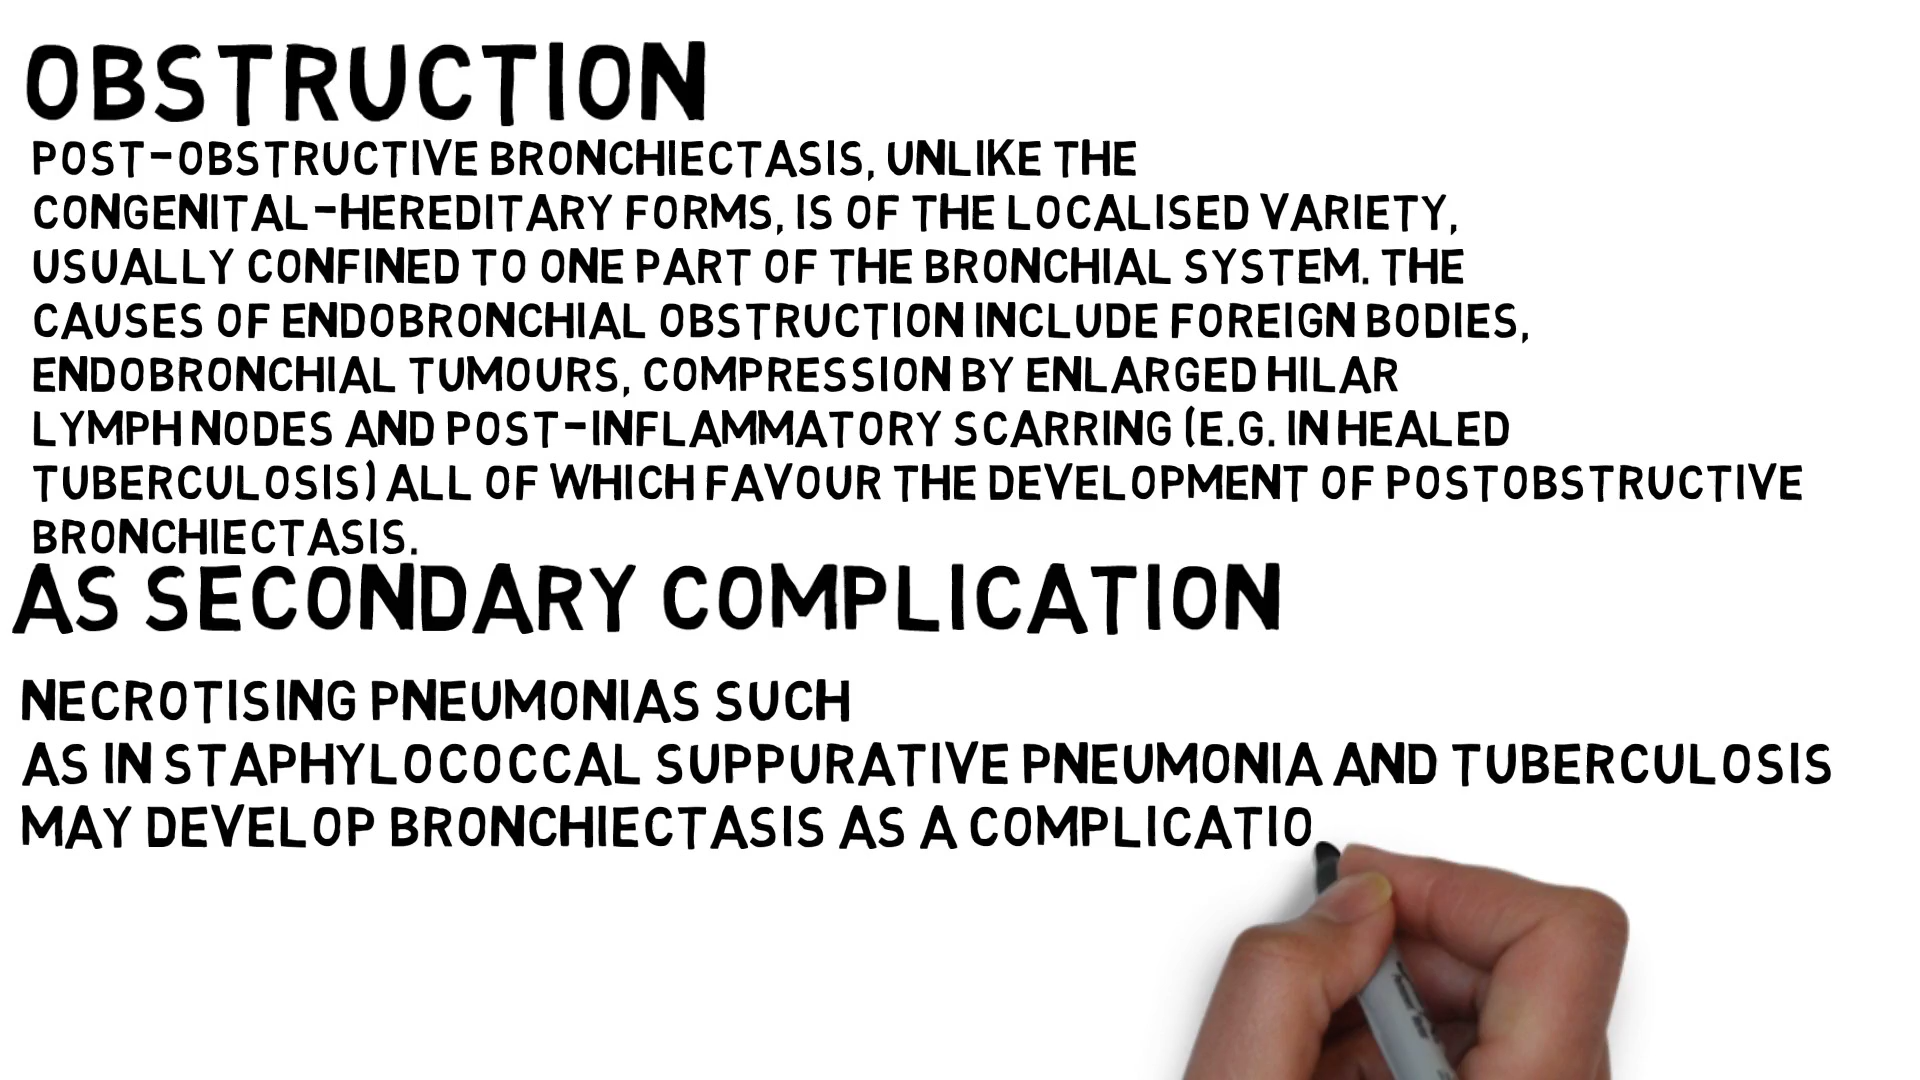 OBSTRUCTION
POST-OBSTRUCTIVE BRONCHIECTASIS, UNLIKE THE
CONGENITAL-HEREDITARY FORMS, IS OF THE LOCALISED VARIETY,
USUALLY CONFINED TO ONE PART OF THE BRONCHIAL SYSTEM. THE
CAUSES OF ENDOBRONCHIAL OBSTRUCTION INCLUDE FOREIGN BODIES,
ENDOBRONCHIAL TUMOURS, COMPRESSION BY ENLARGED HILAR
LYMPH NODES AND POST-INFLAMMATORY SCARRING (E.G. IN HEALED
TUBERCULOSIS) ALL OF WHICH FAVOUR THE DEVELOPMENT OF POSTOBSTRUCTIVE
BRONCHIECTASIS.
AS SECONDARY COMPLICATION
NECROTISING PNEUMONIAS SUCH
AS IN STAPHYLOCOCCAL SUPPURATIVE PNEUMONIA AND TUBERCULOSIS
MAY DEVELOP BRONCHIECTASIS AS A COMPLICATIO